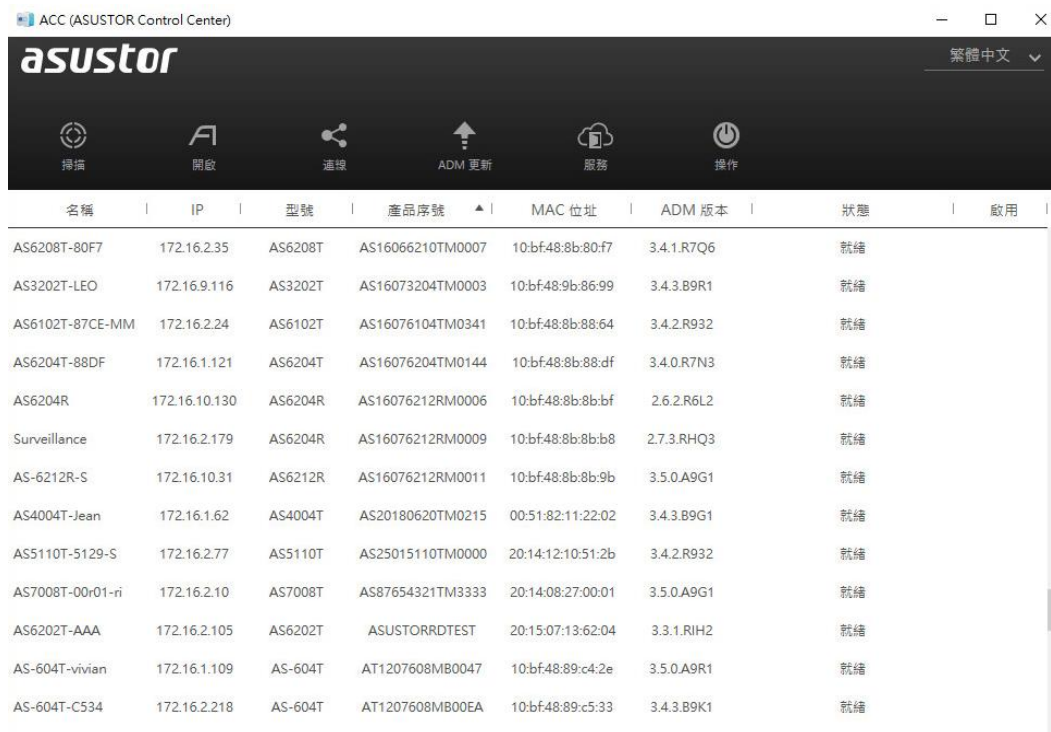 ACC (ASUSTOR Control Center)
asustor
繁體中文
掃描 開啟 連線 ADM 更新 服務 操作
名稱 IP 型號 產品序號 MAC 位址 ADM 版本 狀態 啟用
AS6208T-80F7 172.16.2.35 AS6208T AS16066210TM0007 10:bf:48:8b:80:f7 3.4.1.R7Q6 就緒
AS3202T-LEO 172.16.9.116 AS3202T AS16073204TM0003 10:bf:48:9b:86:99 3.4.3.B9R1 就緒
AS6102T-87CE-MM 172.16.2.24 AS6102T AS16076104TM0341 10:bf:48:8b:88:64 3.4.2.R932 就緒
AS6204T-88DF 172.16.1.121 AS6204T AS16076204TM0144 10:bf:48:8b:88:df 3.4.0.R7N3 就緒
AS6204R 172.16.10.130 AS6204R AS16076212RM0006 10:bf:48:8b:8b:bf 2.6.2.R6L2 就緒
Surveillance 172.16.2.179 AS6204R AS16076212RM0009 10:bf:48:8b:8b:b8 2.7.3.RHQ3 就緒
AS-6212R-S 172.16.10.31 AS6212R AS16076212RM0011 10:bf:48:8b:8b:9b 3.5.0.A9G1 就緒
AS4004T-Jean 172.16.1.62 AS4004T AS20180620TM0215 00:51:82:11:22:02 3.4.3.B9G1 就緒
AS5110T-5129-S 172.16.2.77 AS5110T AS25015110TM0000 20:14:12:10:51:2b 3.4.2.R932 就緒
AS7008T-00r01-ri 172.16.2.10 AS7008T AS87654321TM3333 20:14:08:27:00:01 3.5.0.A9G1 就緒
AS6202T-AAA 172.16.2.105 AS6202T ASUSTORRDTEST 20:15:07:13:62:04 3.3.1.RIH2 就緒
AS-604T-vivian 172.16.1.109 AS-604T AT1207608MB0047 10:bf:48:89:c4:2e 3.5.0.A9R1 就緒
AS-604T-C534 172.16.2.218 AS-604T AT1207608MB00EA 10:bf:48:89:c5:33 3.4.3.B9K1 就緒